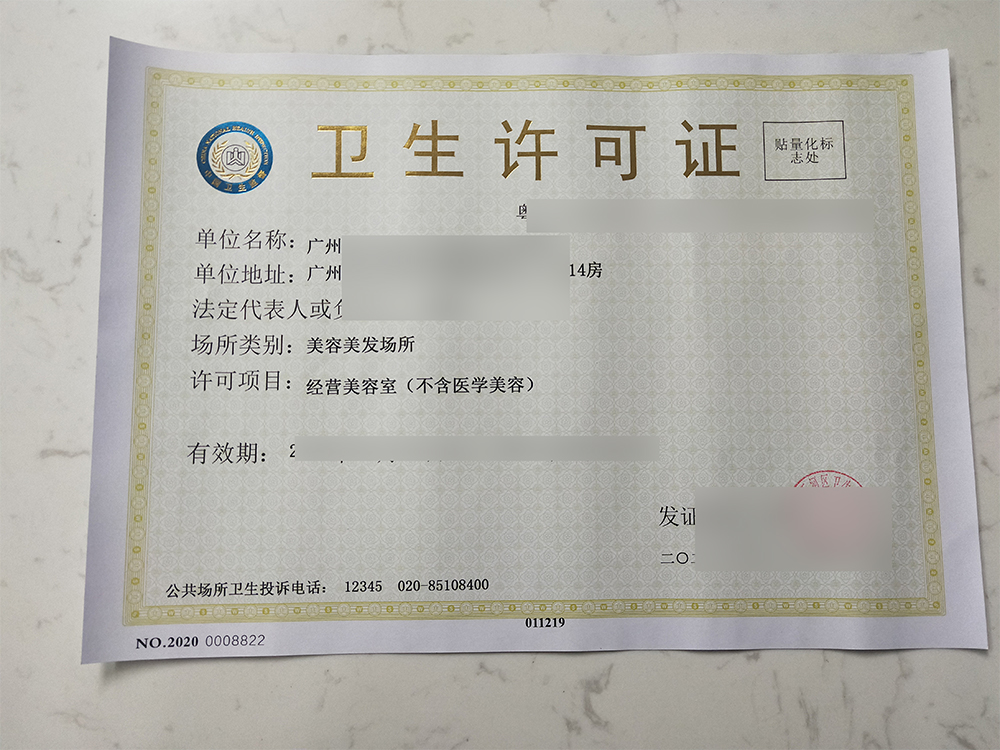 卫生许可证
贴量化标
志处
粤
单位名称：广州
单位地址：广州 14房
法定代表人或
场所类别：美容美发场所
许可项目：经营美容室（不含医学美容）
有效期：2
发证
二〇
公共场所卫生投诉电话： 12345 020-85108400
011219
NO.2020 0008822